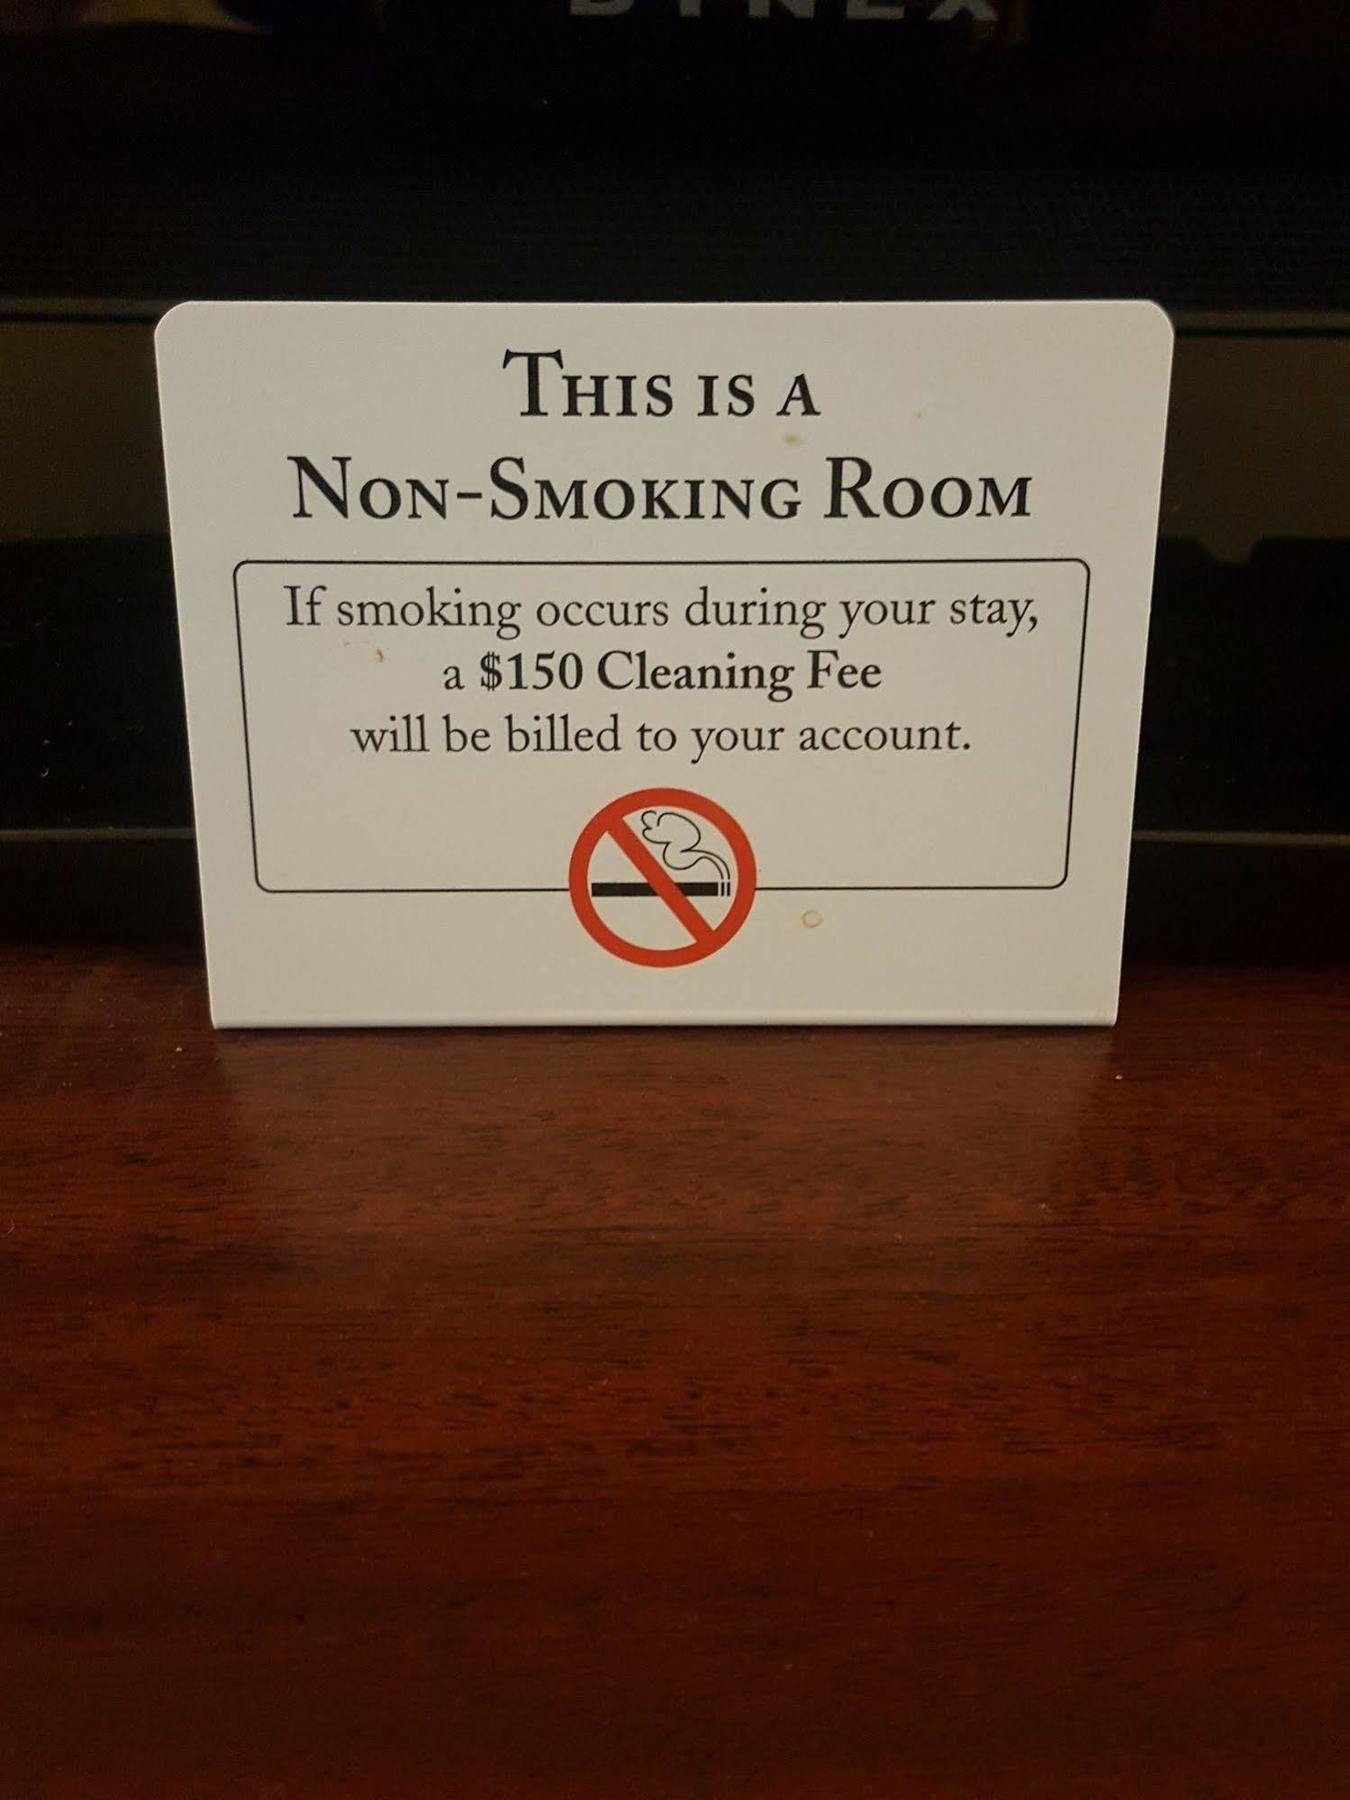 DYNEX
THIS IS A
NON-SMOKING ROOM
If smoking occurs during your stay,
a $150 Cleaning Fee
will be billed to your account.